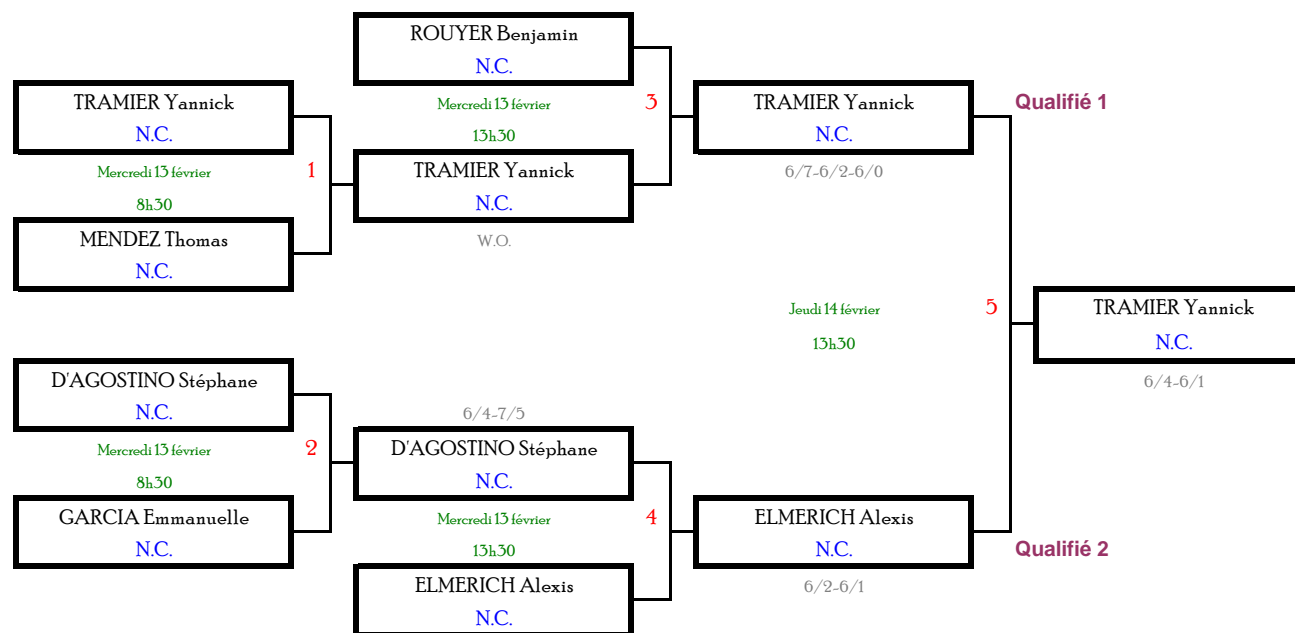 ROUYER Benjamin
N.C.
Mercredi 13 février
13h30
3
TRAMIER Yannick
N.C.
Mercredi 13 février
8h30
1
MENDEZ Thomas
N.C.
TRAMIER Yannick
N.C.
W.O.
TRAMIER Yannick
N.C.
6/7-6/2-6/0
Qualifié 1
Jeudi 14 février
13h30
5
TRAMIER Yannick
N.C.
6/4-6/1
D'AGOSTINO Stéphane
N.C.
Mercredi 13 février
8h30
2
GARCIA Emmanuelle
N.C.
6/4-7/5
D'AGOSTINO Stéphane
N.C.
Mercredi 13 février
13h30
4
ELMERICH Alexis
N.C.
ELMERICH Alexis
N.C.
6/2-6/1
Qualifié 2